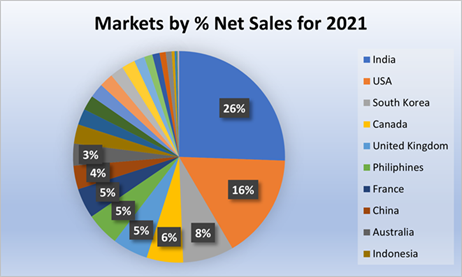 Markets by % Net Sales for 2021
India
USA
South Korea
Canada
United Kingdom
Philiphines
France
China
Australia
Indonesia
26%
16%
8%
6%
5%
5%
5%
4%
3%